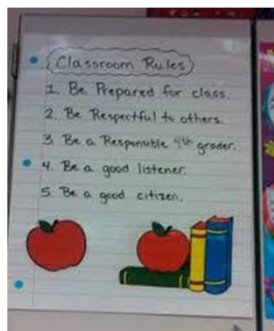 Classroom Rules
1. Be Prepared for class.
2. Be Respectful to others.
3. Be a Responsible 4th grader.
4. Be a good listener.
5. Be a good citizen.